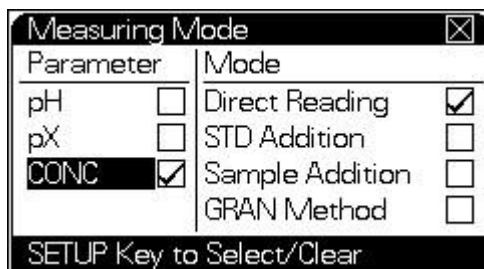 Measuring Mode
Parameter Mode
pH Direct Reading
pX STD Addition
CONC Sample Addition
GRAN Method
SETUP Key to Select/Clear